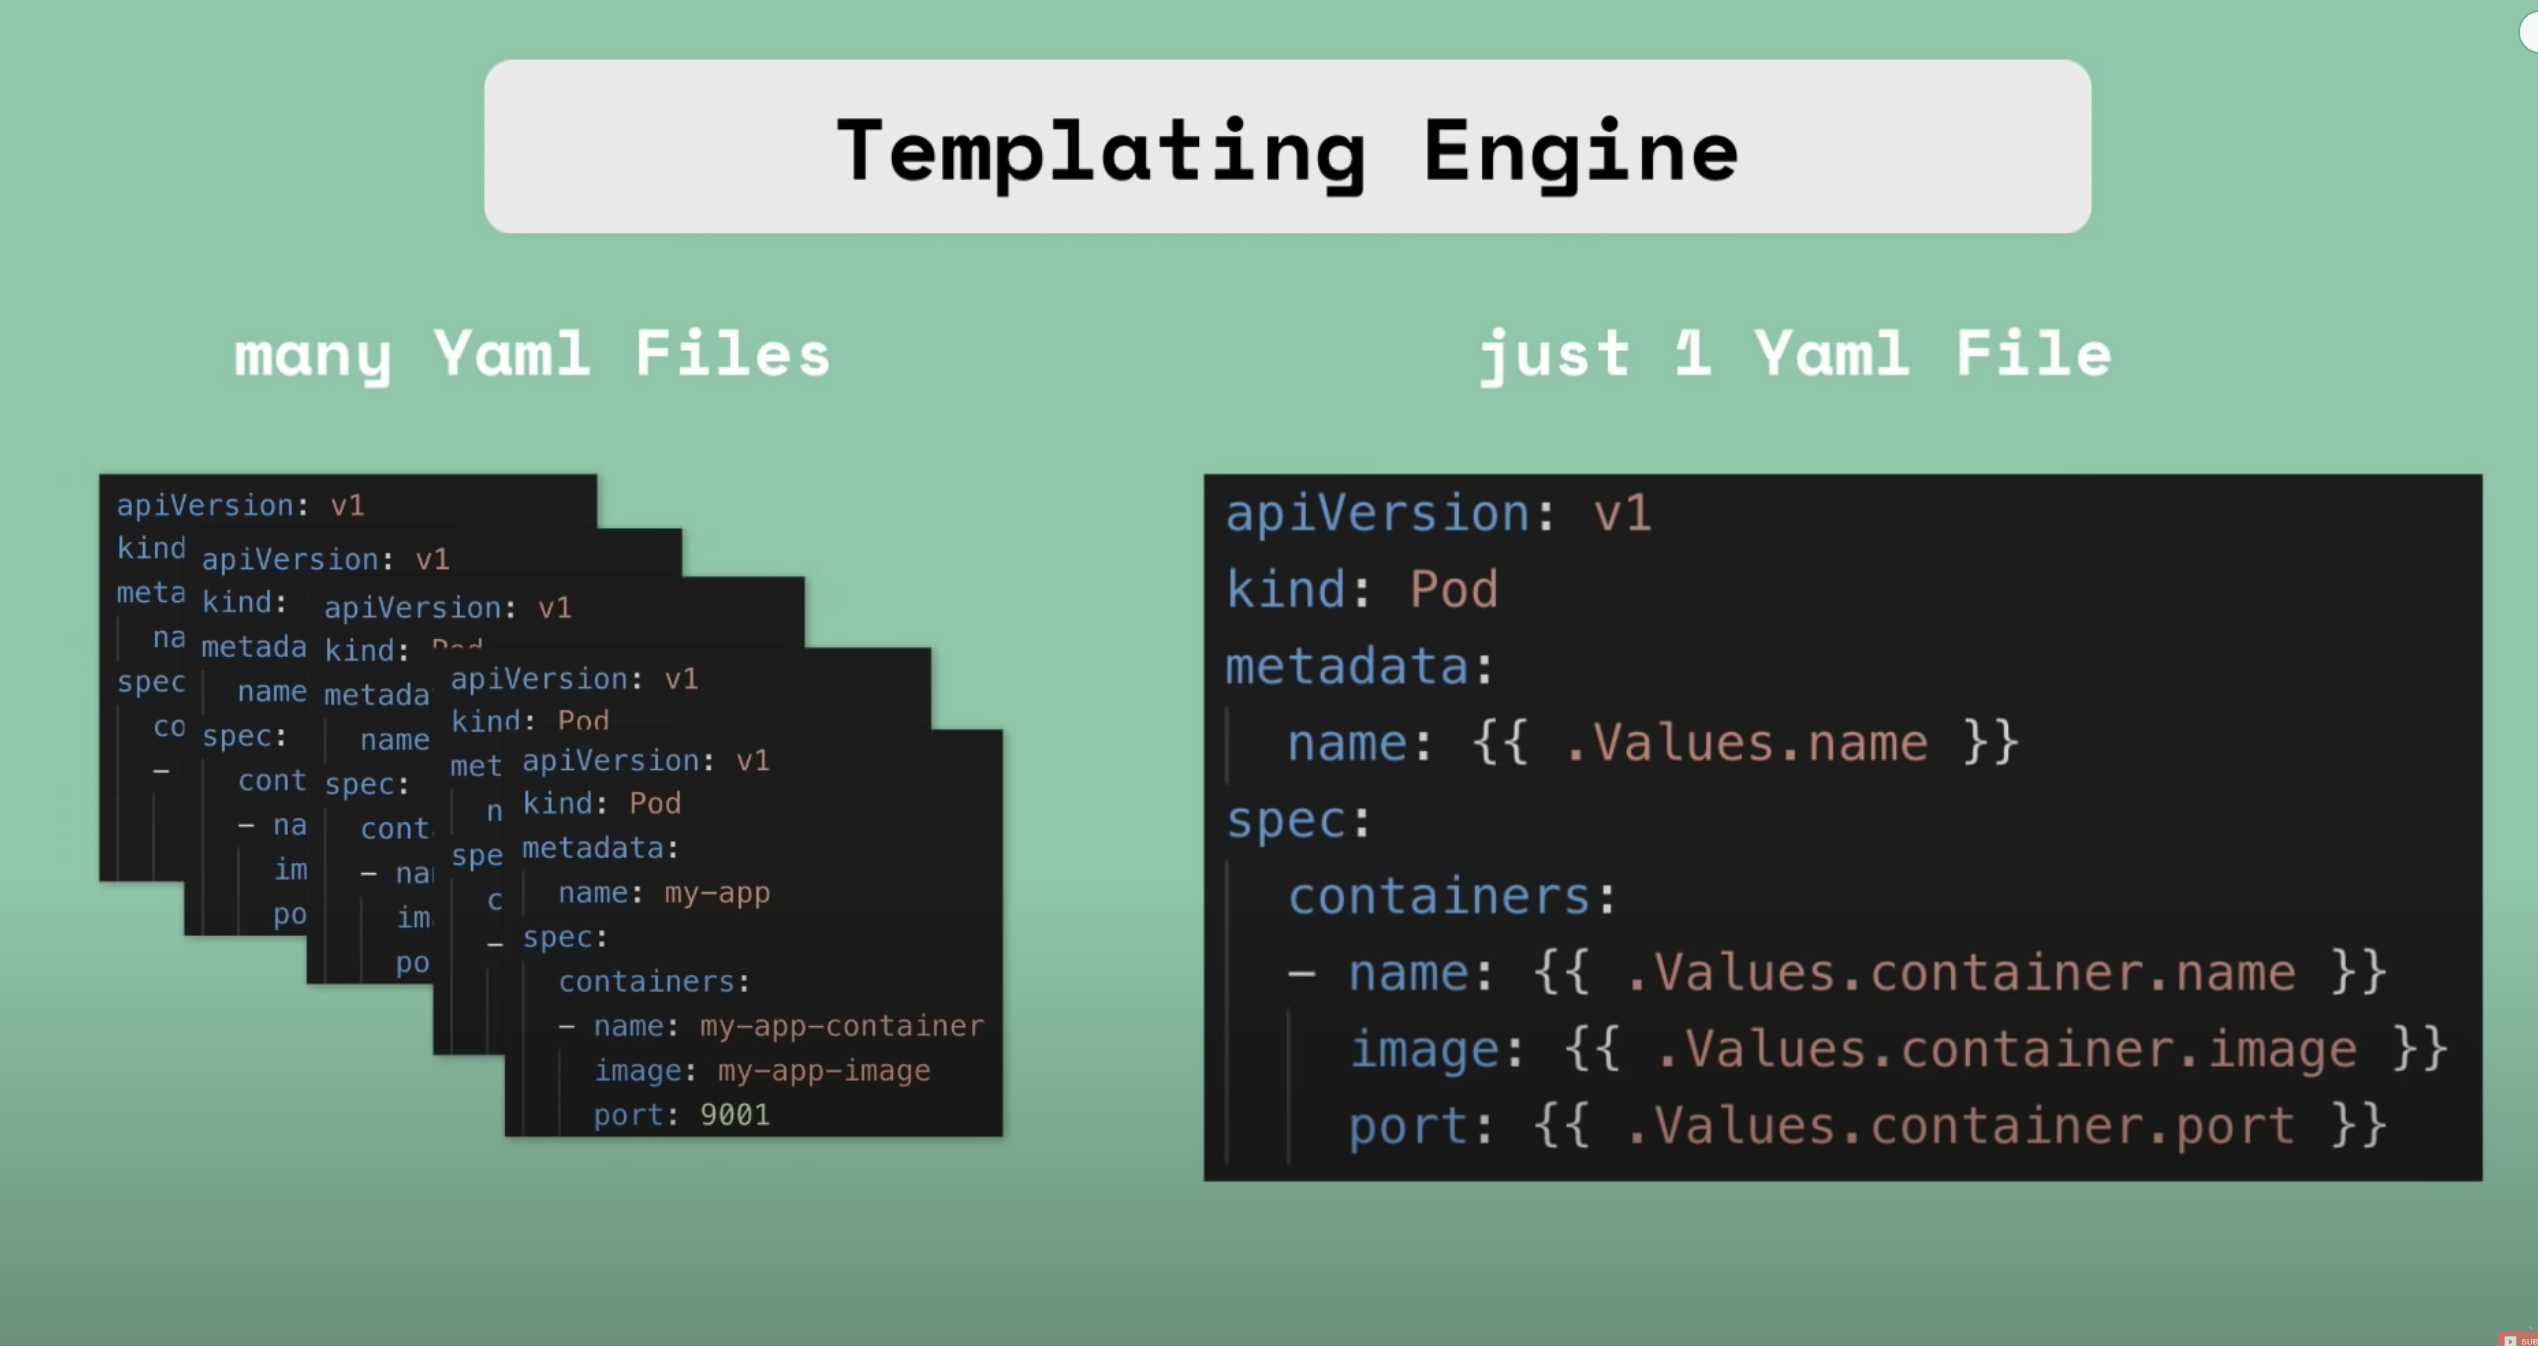 Templating Engine
many Yaml Files
just 1 Yaml File
apiVersion: v1
kind
meta
na
spec
co
-
apiVersion: v1
kind:
metada
name
spec:
cont
- na
im
po
apiVersion: v1
kind: Pod
metada
name
spec:
cont
- na
im
po
apiVersion: v1
kind: Pod
met
n
spe
c
-
apiVersion: v1
kind: Pod
metadata:
name: my-app
spec:
containers:
- name: my-app-container
image: my-app-image
port: 9001
apiVersion: v1
kind: Pod
metadata:
name: {{ .Values.name }}
spec:
containers:
- name: {{ .Values.container.name }}
image: {{ .Values.container.image }}
port: {{ .Values.container.port }}
SUB